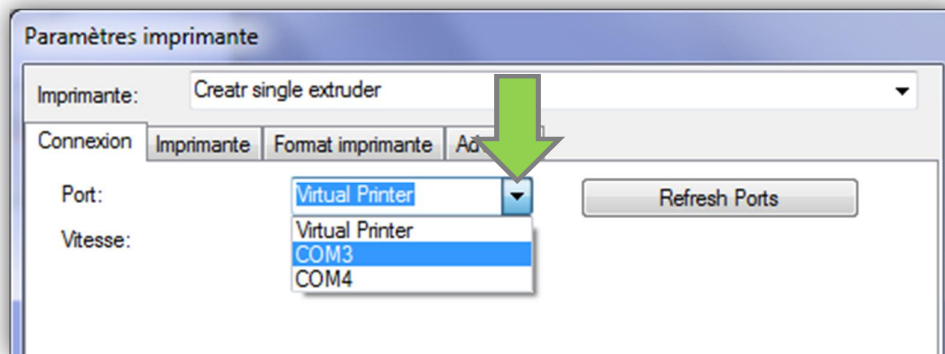 Paramètres imprimante
Imprimante: Creatr single extruder
Connexion Imprimante Format imprimante
Port: Virtual Printer Refresh Ports
Virtual Printer
Vitesse:
COM3
COM4